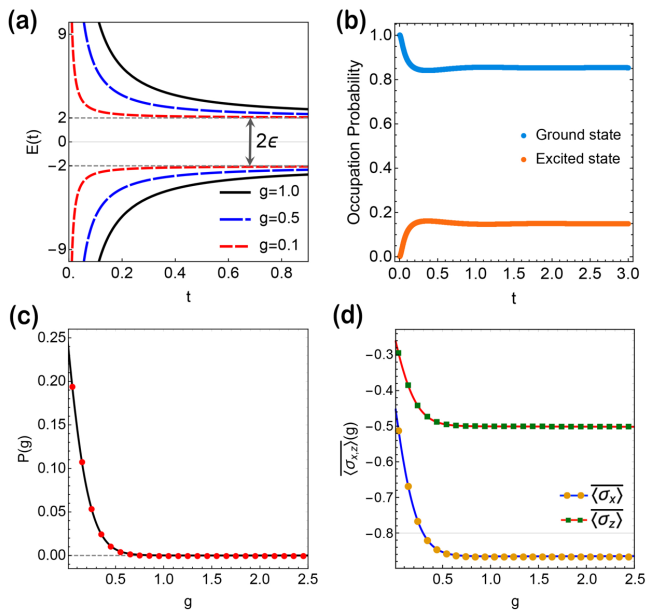 (a)
9
2
0
−2
−9
E(t)
2ϵ
g=1.0
g=0.5
g=0.1
0. 0.2 0.4 0.6 0.8
t
(b)
1.0
0.8
0.6
0.4
0.2
0.0
Occupation Probability
Ground state
Excited state
0.0 0.5 1.0 1.5 2.0 2.5 3.0
t
(c)
0.25
0.20
0.15
0.10
0.05
0.00
P(g)
0.5 1.0 1.5 2.0 2.5
g
(d)
−0.3
−0.4
−0.5
−0.6
−0.7
−0.8
⟨σx,z⟩(g)
⟨σx⟩
⟨σz⟩
0.5 1.0 1.5 2.0 2.5
g